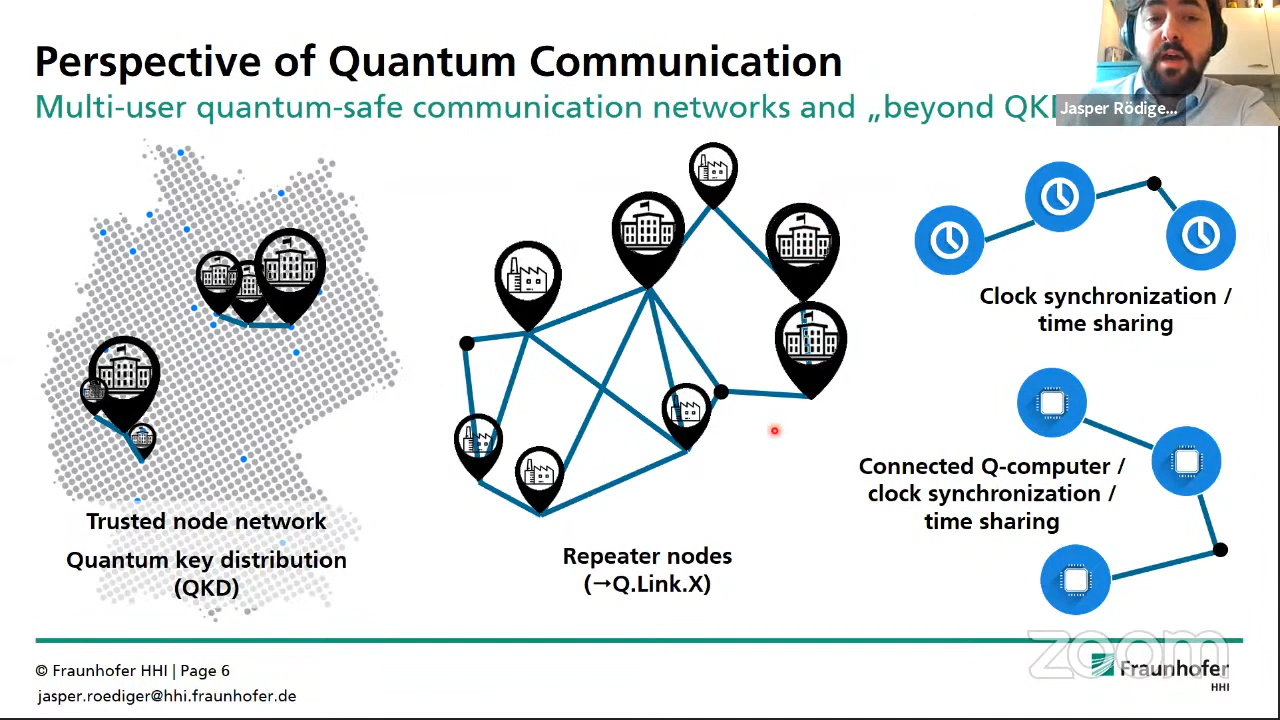 Perspective of Quantum Communication
Multi-user quantum-safe communication networks and „beyond QK
Jasper Rödige...
Clock synchronization /
time sharing
Connected Q-computer /
clock synchronization /
time sharing
Trusted node network
Quantum key distribution
(QKD)
Repeater nodes
(→Q.Link.X)
© Fraunhofer HHI | Page 6
jasper.roediger@hhi.fraunhofer.de
zoom
Fraunhofer
HHI